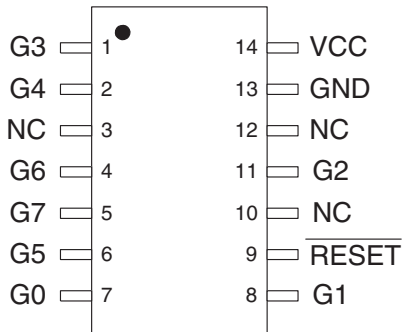 G3 1 14 VCC
G4 2 13 GND
NC 3 12 NC
G6 4 11 G2
G7 5 10 NC
G5 6 9 RESET
G0 7 8 G1